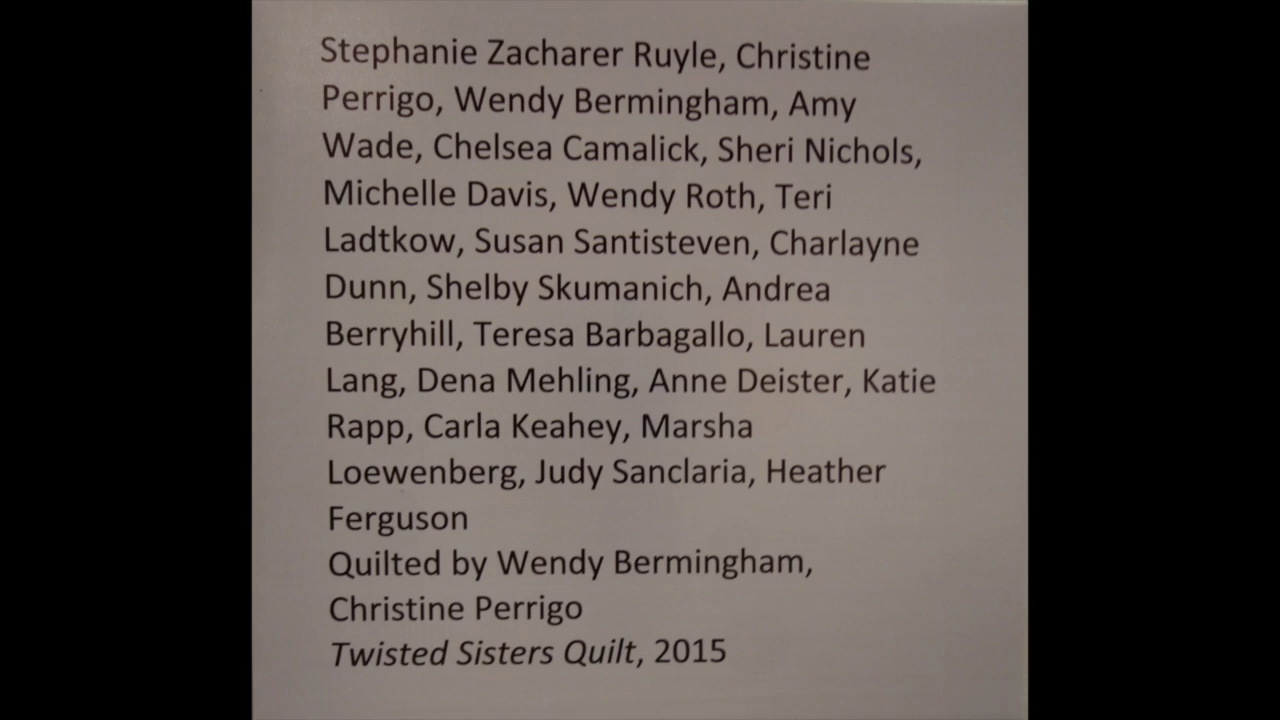 Stephanie Zacharer Ruyle, Christine
Perrigo, Wendy Bermingham, Amy
Wade, Chelsea Camalick, Sheri Nichols,
Michelle Davis, Wendy Roth, Teri
Ladtkow, Susan Santisteven, Charlayne
Dunn, Shelby Skumanich, Andrea
Berryhill, Teresa Barbagallo, Lauren
Lang, Dena Mehling, Anne Deister, Katie
Rapp, Carla Keahey, Marsha
Loewenberg, Judy Sanclaria, Heather
Ferguson
Quilted by Wendy Bermingham,
Christine Perrigo
Twisted Sisters Quilt, 2015